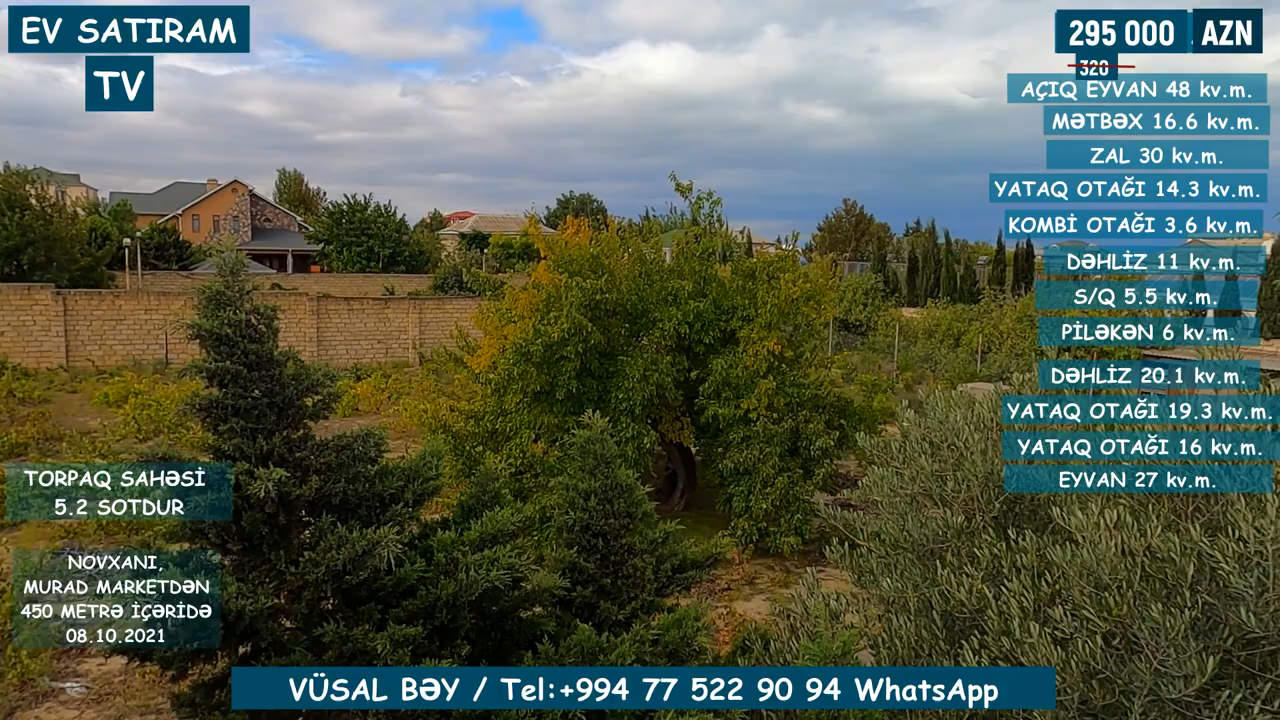 EV SATIRAM
TV
295 000 AZN
320
AÇIQ EYVAN 48 kv.m.
MƏTBƏX 16.6 kv.m.
ZAL 30 kv.m.
YATAQ OTAĞI 14.3 kv.m.
KOMBİ OTAĞI 3.6 kv.m.
DƏHLİZ 11 kv.m.
S/Q 5.5 kv.m.
PİLƏKƏN 6 kv.m.
DƏHLİZ 20.1 kv.m.
YATAQ OTAĞI 19.3 kv.m.
YATAQ OTAĞI 16 kv.m.
EYVAN 27 kv.m.
TORPAQ SAHƏSİ
5.2 SOTDUR
NOVXANI,
MURAD MARKETDƏN
450 METRƏ İÇƏRİDƏ
08.10.2021
VÜSAL BƏY / Tel:+994 77 522 90 94 WhatsApp